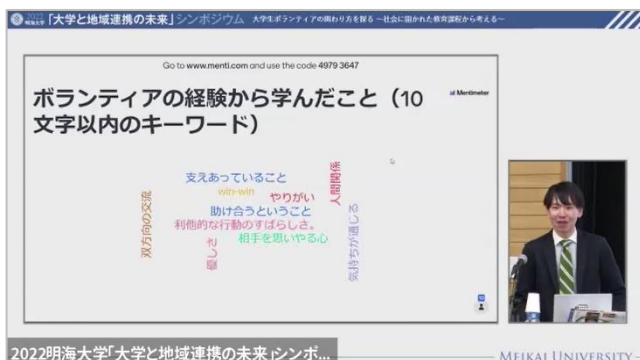 2022
明海大学
「大学と地域連携の未来」シンポジウム 大学生ボランティアの関わり方を探る ～社会に開かれた教育課程から考える～
Go to www.menti.com and use the code 4979 3647
ボランティアの経験から学んだこと（10
文字以内のキーワード）
Mentimeter
支えあっていること
win-win
やりがい
人間関係
双方向の交流
助け合うということ
利他的な行動のすばらしさ。
相手を思いやる心
優しさ
気持ちが通じる
2022明海大学「大学と地域連携の未来」シンポ...
MEIKAI UNIVERSITY